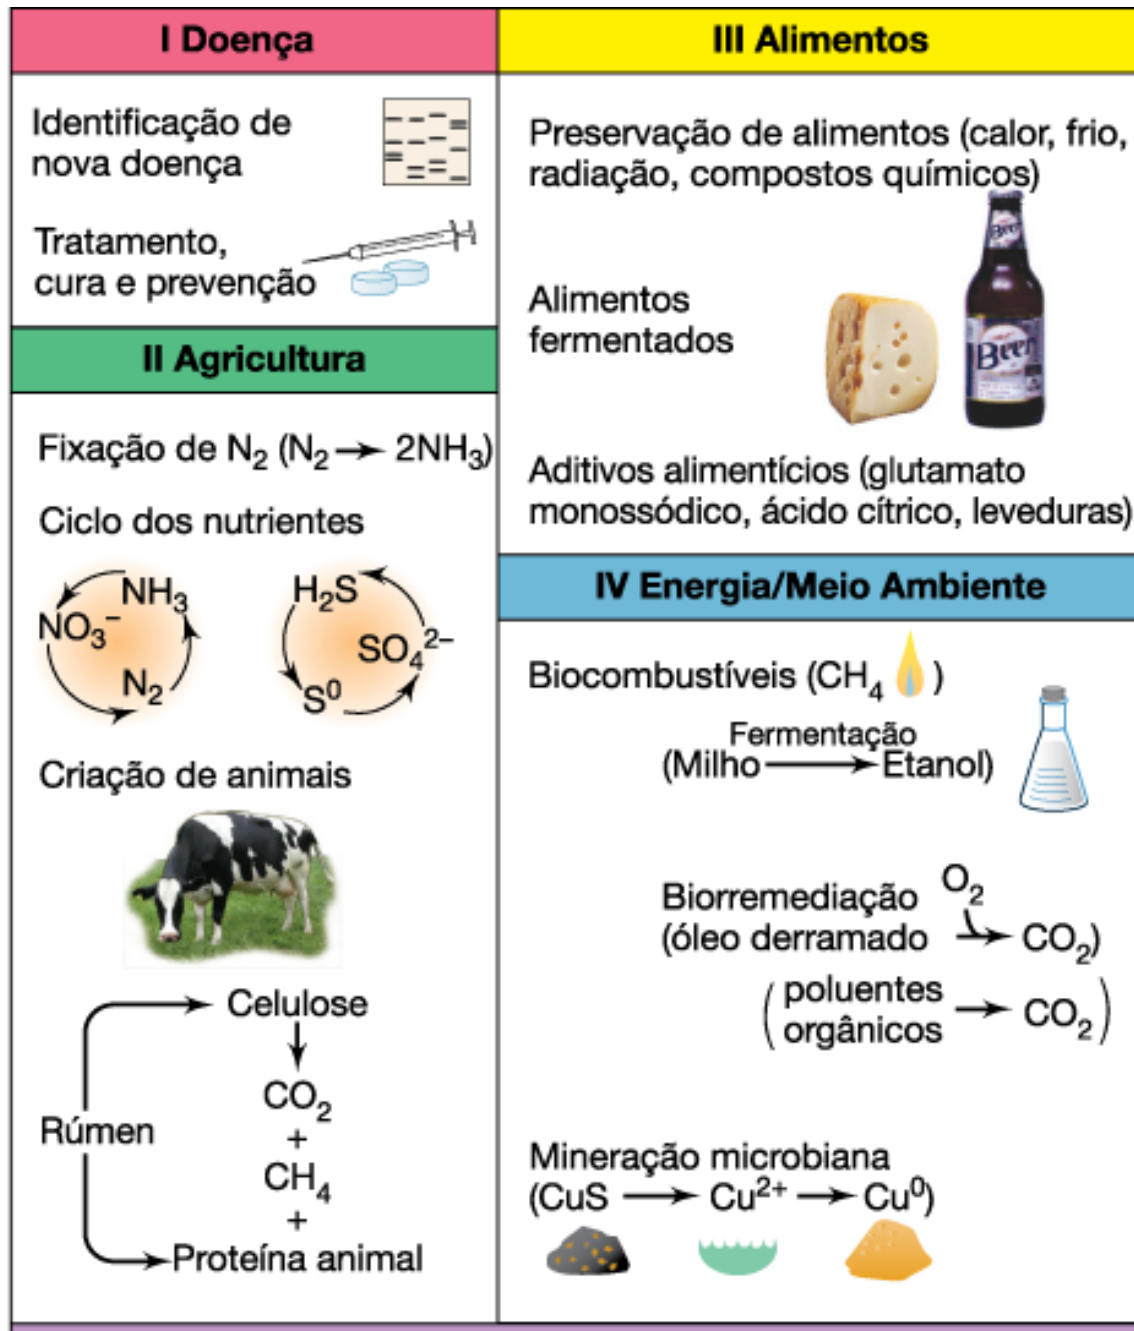 I Doença
Identificação de
nova doença
Tratamento,
cura e prevenção
II Agricultura
Fixação de N₂ (N₂ → 2NH₃)
Ciclo dos nutrientes
NH₃
NO₃⁻
N₂
H₂S
SO₄²⁻
S⁰
Criação de animais
Celulose
CO₂
+
Rúmen
CH₄
+
Proteína animal
III Alimentos
Preservação de alimentos (calor, frio,
radiação, compostos químicos)
Beer
Alimentos
fermentados
Beer
Aditivos alimentícios (glutamato
monossódico, ácido cítrico, leveduras)
IV Energia/Meio Ambiente
Biocombustíveis (CH₄ )
Fermentação
(Milho → Etanol)
Biorremediação O₂
(óleo derramado → CO₂)
(poluentes
orgânicos → CO₂)
Mineração microbiana
(CuS → Cu²⁺ → Cu⁰)